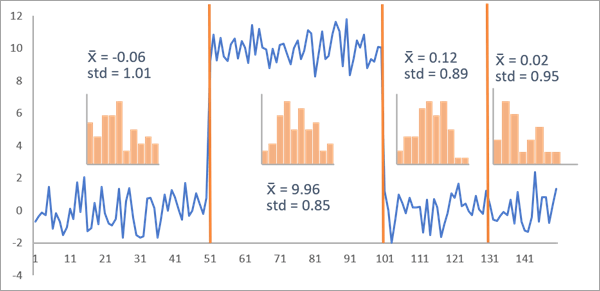 12
10
8
6
4
2
0
-2
-4
x̄ = -0.06
std = 1.01
x̄ = 9.96
std = 0.85
x̄ = 0.12
std = 0.89
x̄ = 0.02
std = 0.95
1 11 21 31 41 51 61 71 81 91 101 111 121 131 141